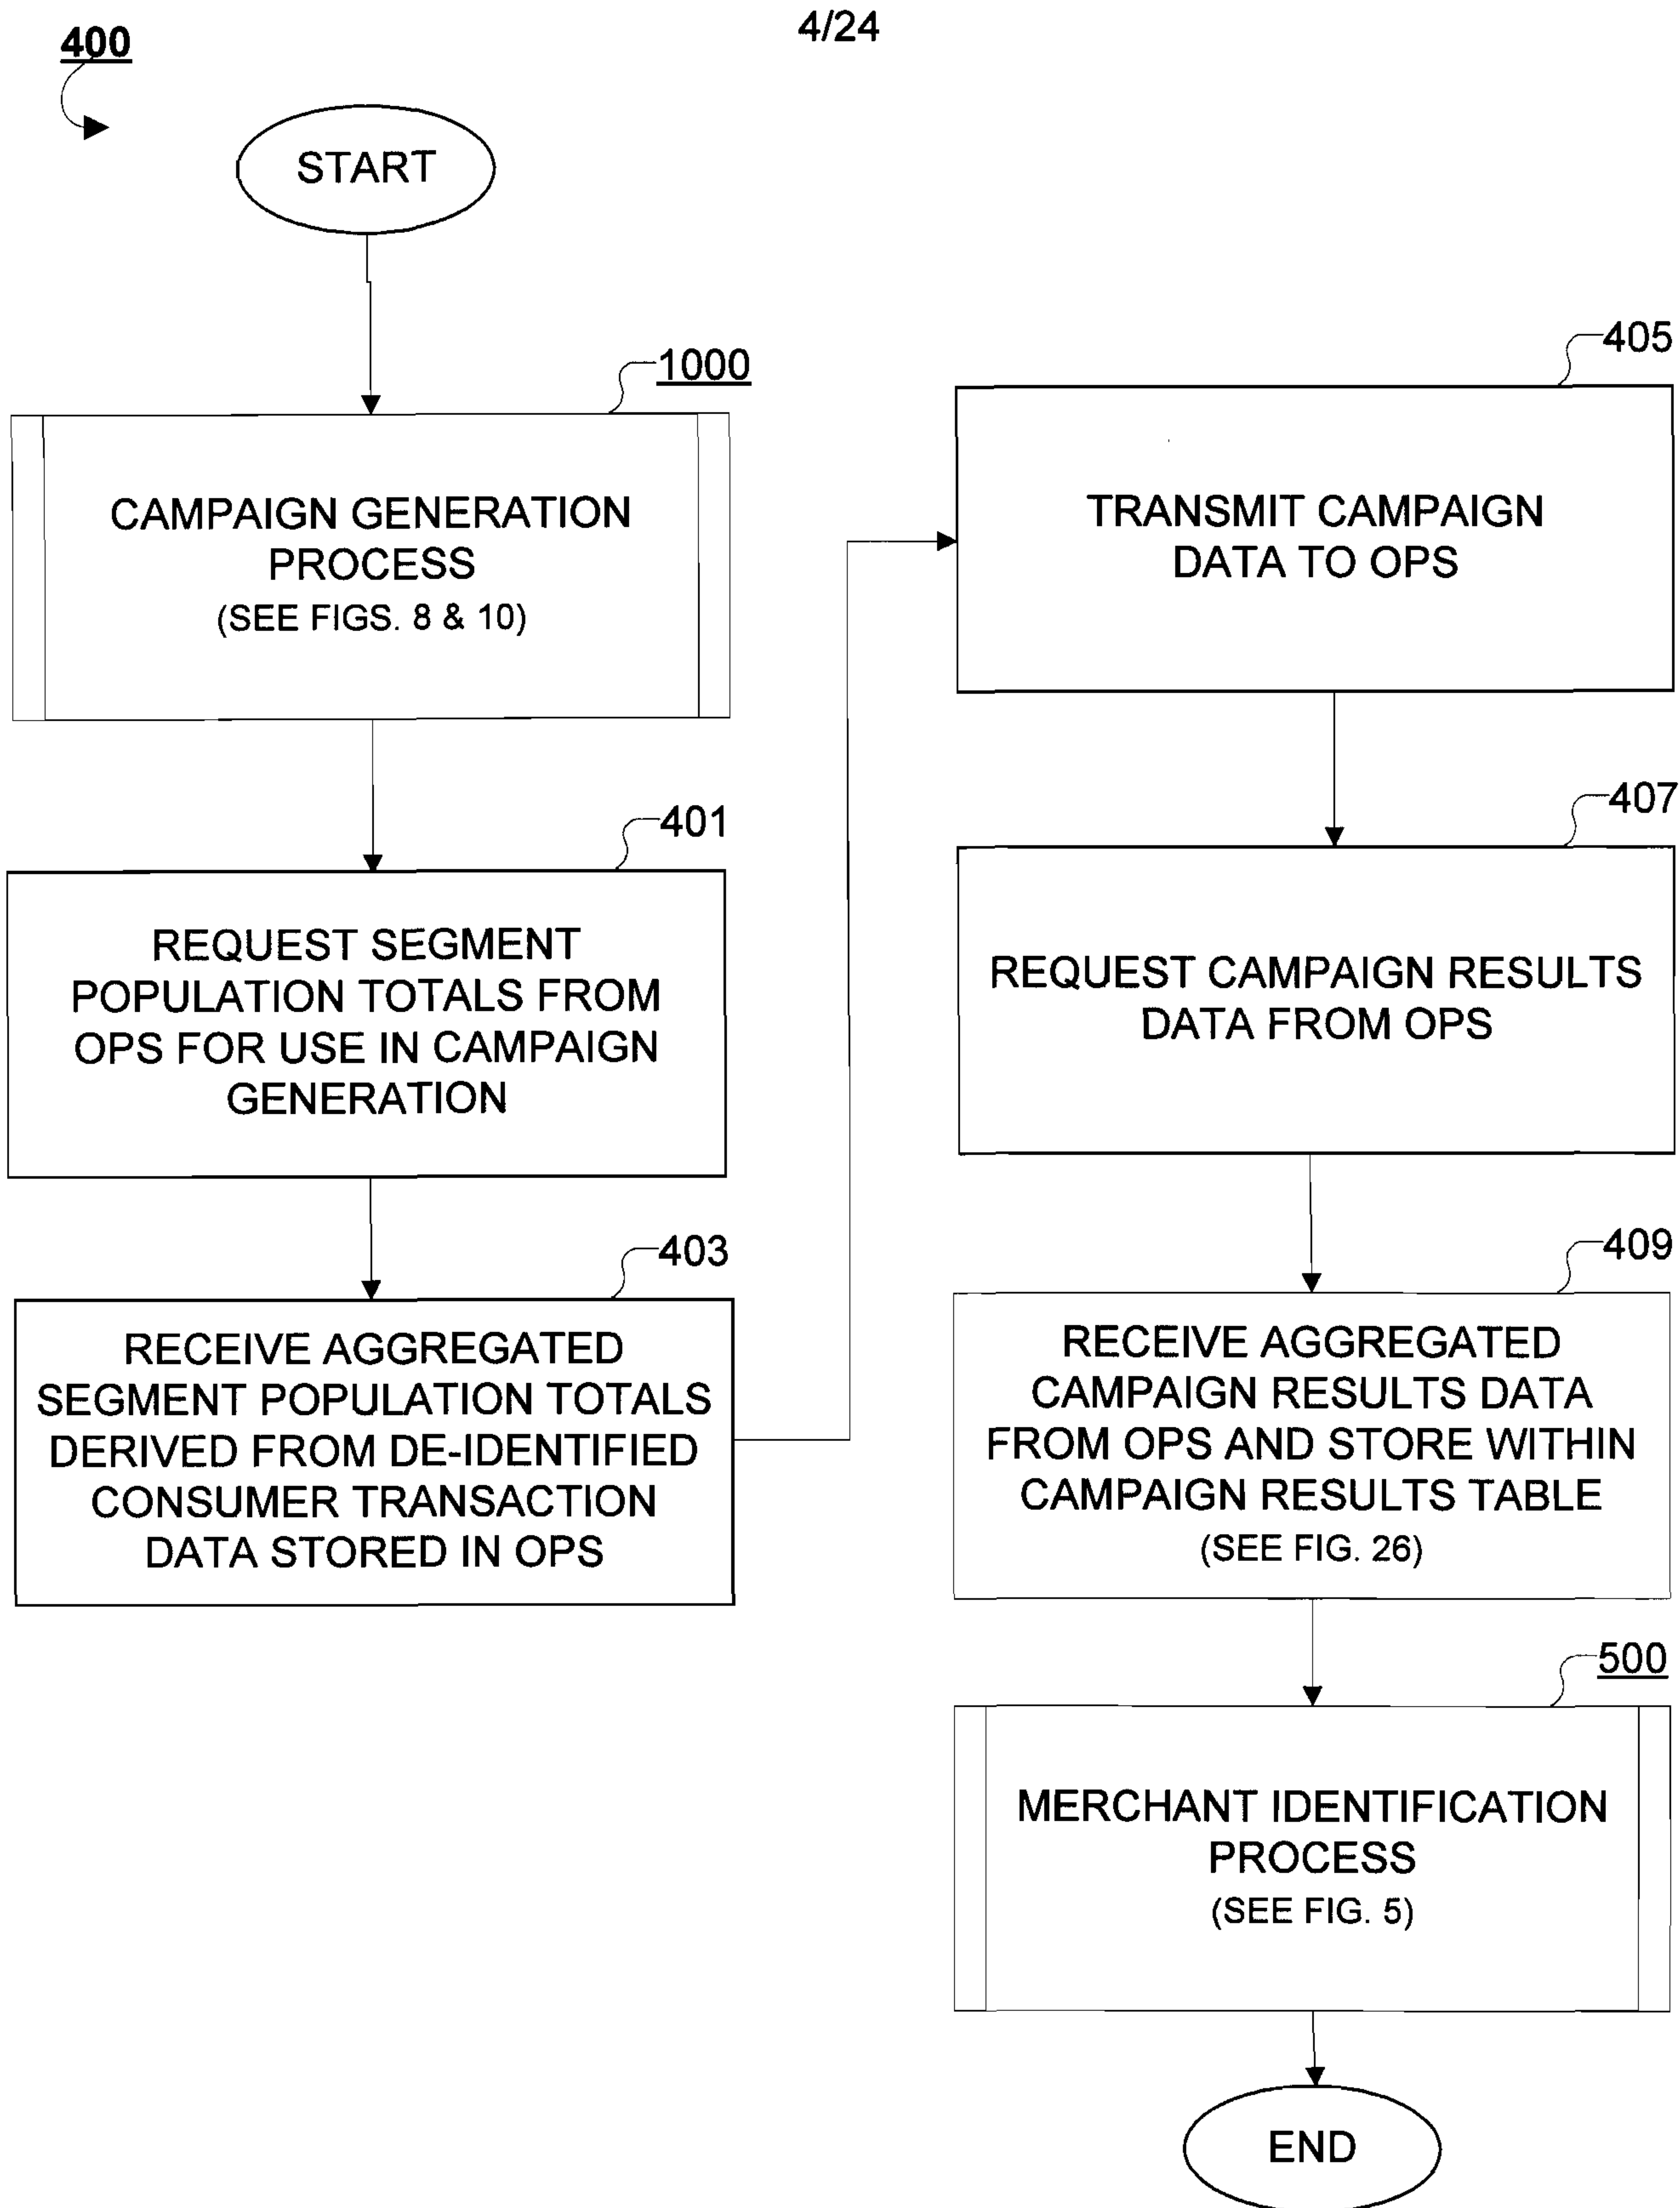 4/24
400
START
1000
CAMPAIGN GENERATION
PROCESS
(SEE FIGS. 8 & 10)
401
REQUEST SEGMENT
POPULATION TOTALS FROM
OPS FOR USE IN CAMPAIGN
GENERATION
403
RECEIVE AGGREGATED
SEGMENT POPULATION TOTALS
DERIVED FROM DE-IDENTIFIED
CONSUMER TRANSACTION
DATA STORED IN OPS
405
TRANSMIT CAMPAIGN
DATA TO OPS
407
REQUEST CAMPAIGN RESULTS
DATA FROM OPS
409
RECEIVE AGGREGATED
CAMPAIGN RESULTS DATA
FROM OPS AND STORE WITHIN
CAMPAIGN RESULTS TABLE
(SEE FIG. 26)
500
MERCHANT IDENTIFICATION
PROCESS
(SEE FIG. 5)
END